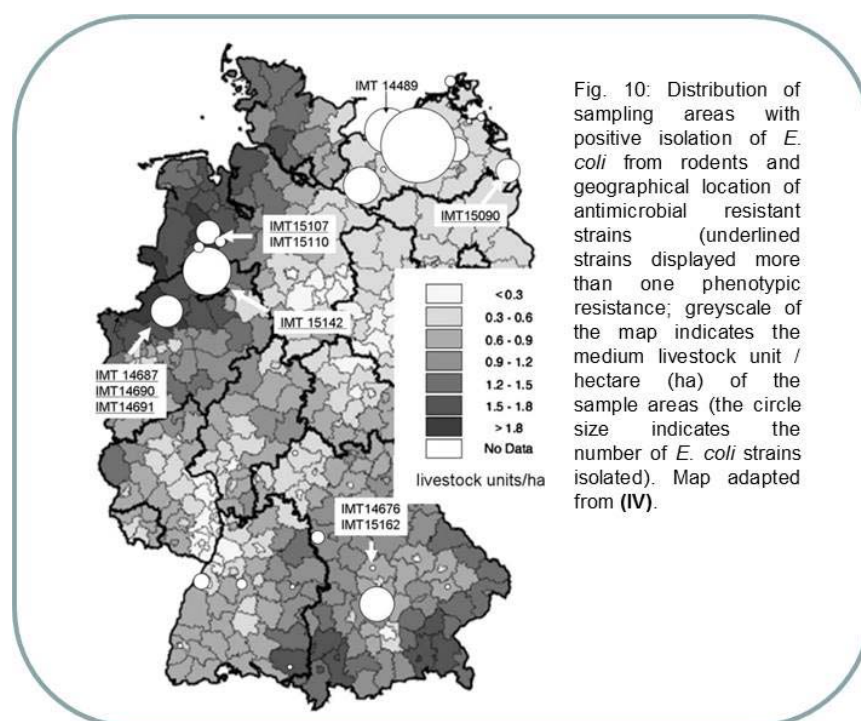 IMT 14489
Fig. 10: Distribution of
sampling areas with
positive isolation of E.
coli from rodents and
geographical location of
antimicrobial resistant
strains (underlined
strains displayed more
than one phenotypic
resistance; greyscale of
the map indicates the
medium livestock unit /
hectare (ha) of the
sample areas (the circle
size indicates the
number of E. coli strains
isolated). Map adapted
from (IV).
IMT15090
IMT15107
IMT15110
IMT 15142
IMT 14687
IMT14690
IMT14691
<0.3
0.3 - 0.6
0.6 - 0.9
0.9 - 1.2
1.2 - 1.5
1.5 - 1.8
> 1.8
No Data
livestock units/ha
IMT14676
IMT15162